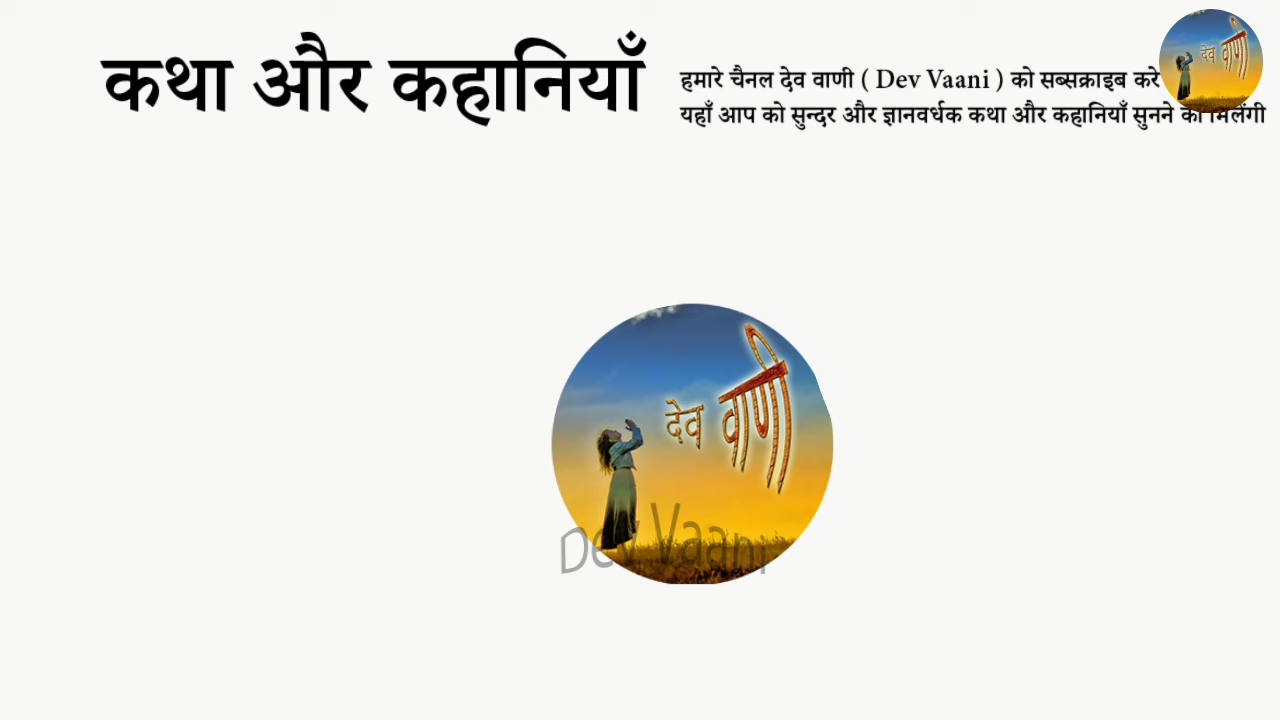 कथा और कहानियाँ
हमारे चैनल देव वाणी ( Dev Vaani ) को सब्सक्राइब करे
यहाँ आप को सुन्दर और ज्ञानवर्धक कथा और कहानियाँ सुनने को मिलेंगी
देव वाणी
देव वाणी
Dev Vaani